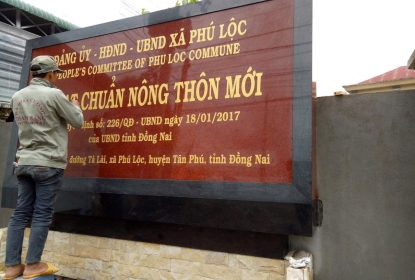 ĐẢNG ỦY - HĐND - UBND XÃ PHÚ LỘC
PEOPLE'S COMMITTEE OF PHU LOC COMMUNE
CHUẨN NÔNG THÔN MỚI
số: 226/QĐ - UBND ngày 18/01/2017
của UBND tỉnh Đồng Nai
đường Tà Lài, xã Phú Lộc, huyện Tân Phú, tỉnh Đồng Nai